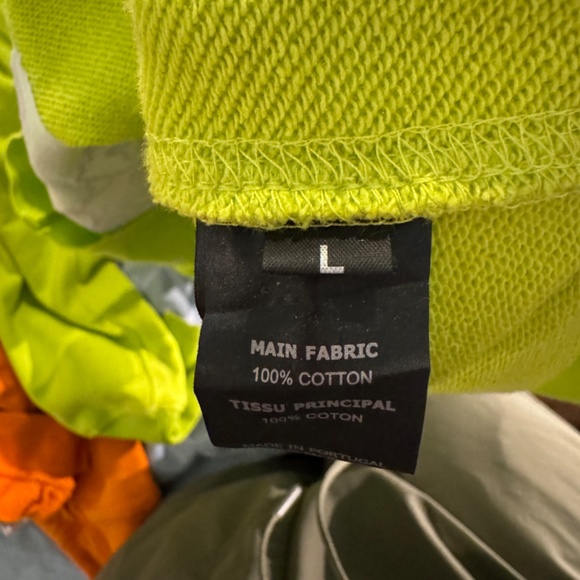 L
MAIN FABRIC
100% COTTON
TISSU PRINCIPAL
100% COTON
MADE IN PORTUGAL